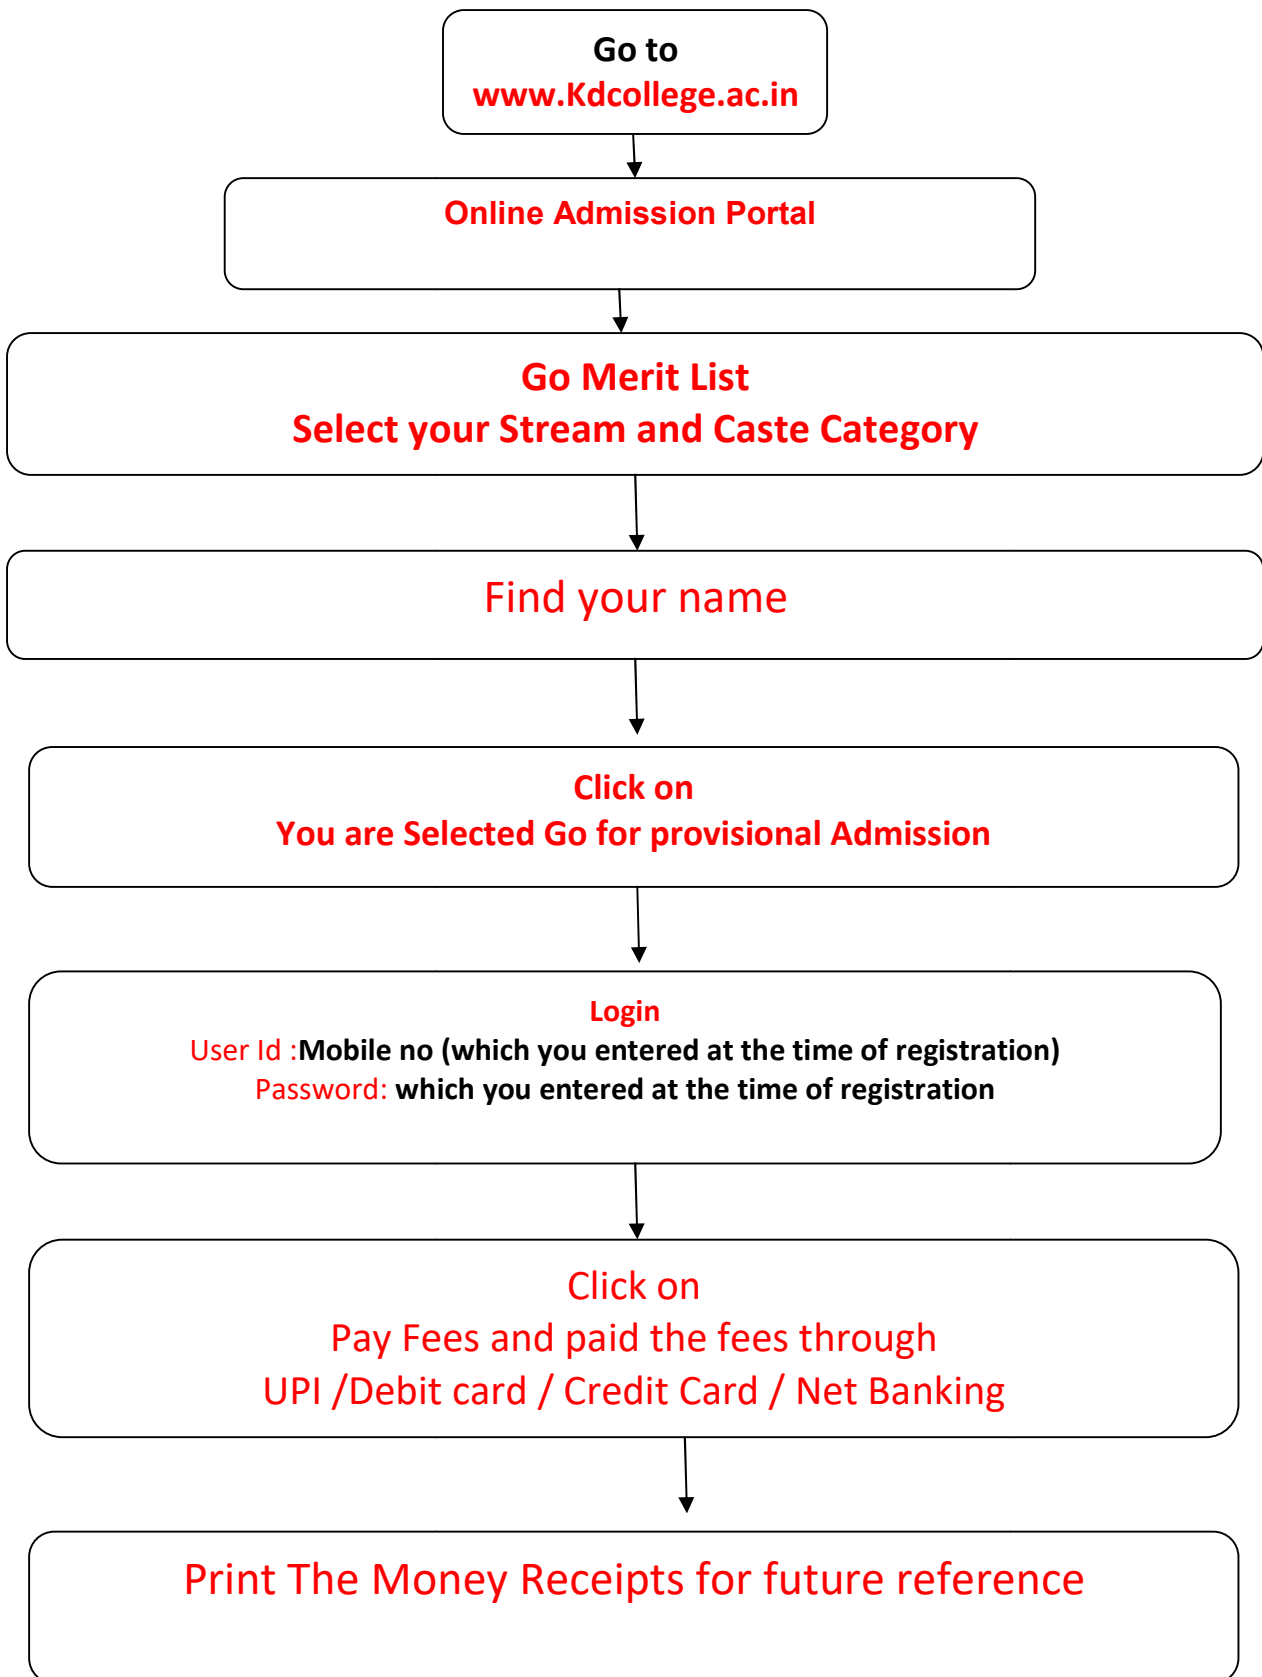 Go to
www.Kdcollege.ac.in
Online Admission Portal
Go Merit List
Select your Stream and Caste Category
Find your name
Click on
You are Selected Go for provisional Admission
Login
User Id :Mobile no (which you entered at the time of registration)
Password: which you entered at the time of registration
Click on
Pay Fees and paid the fees through
UPI /Debit card / Credit Card / Net Banking
Print The Money Receipts for future reference